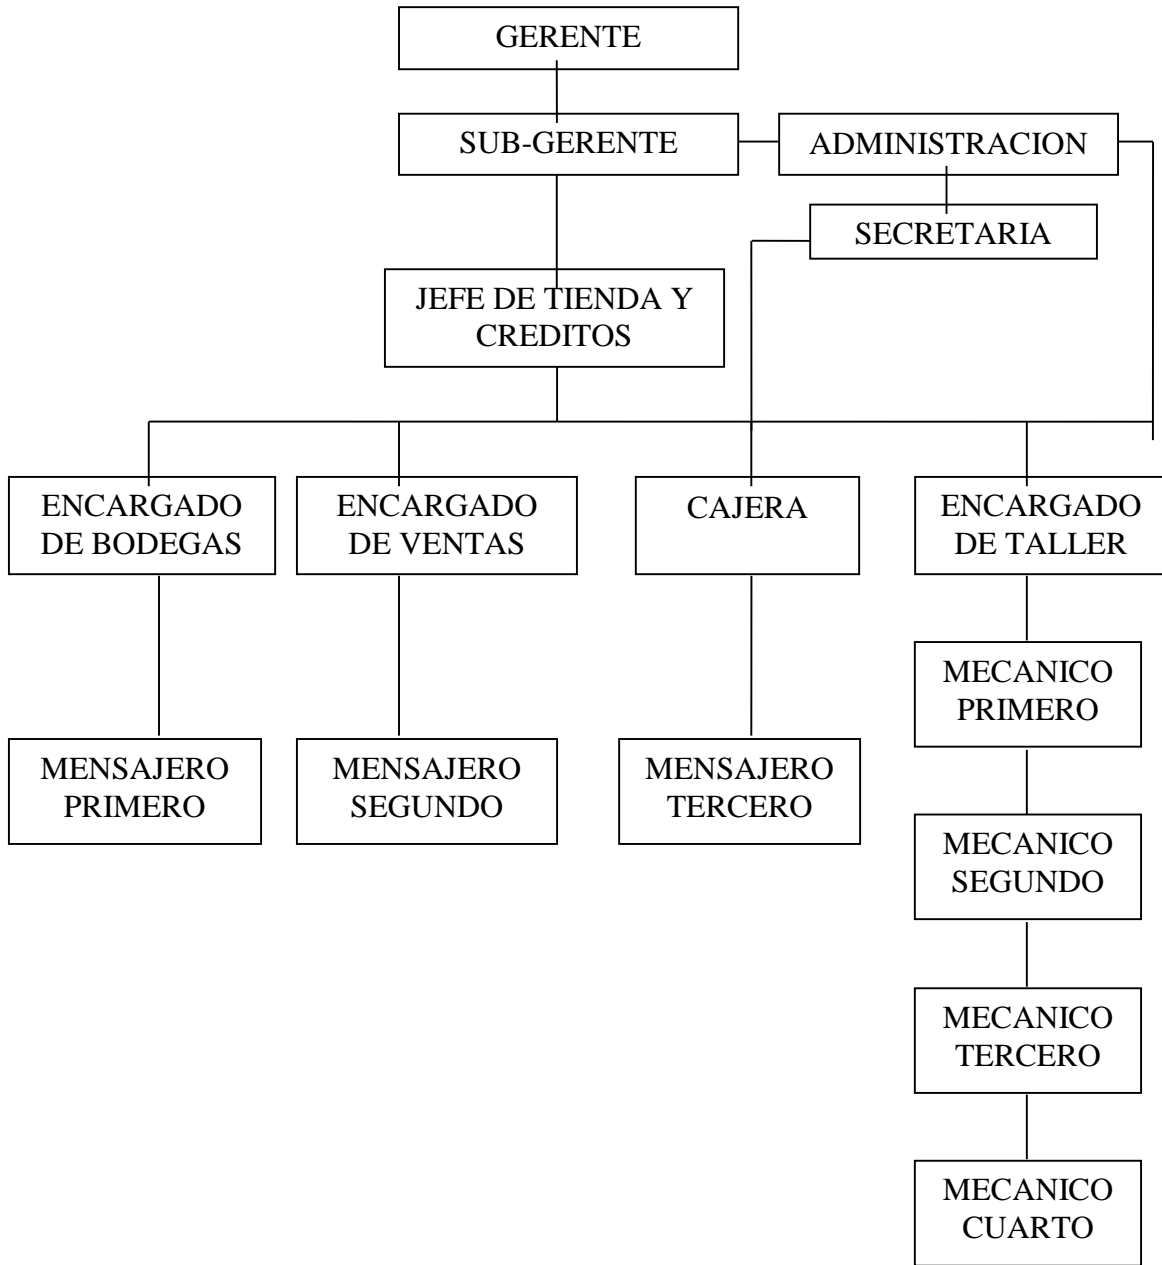 GERENTE
SUB-GERENTE
ADMINISTRACION
SECRETARIA
JEFE DE TIENDA Y
CREDITOS
ENCARGADO
DE BODEGAS
ENCARGADO
DE VENTAS
CAJERA
ENCARGADO
DE TALLER
MECANICO
PRIMERO
MENSAJERO
PRIMERO
MENSAJERO
SEGUNDO
MENSAJERO
TERCERO
MECANICO
SEGUNDO
MECANICO
TERCERO
MECANICO
CUARTO